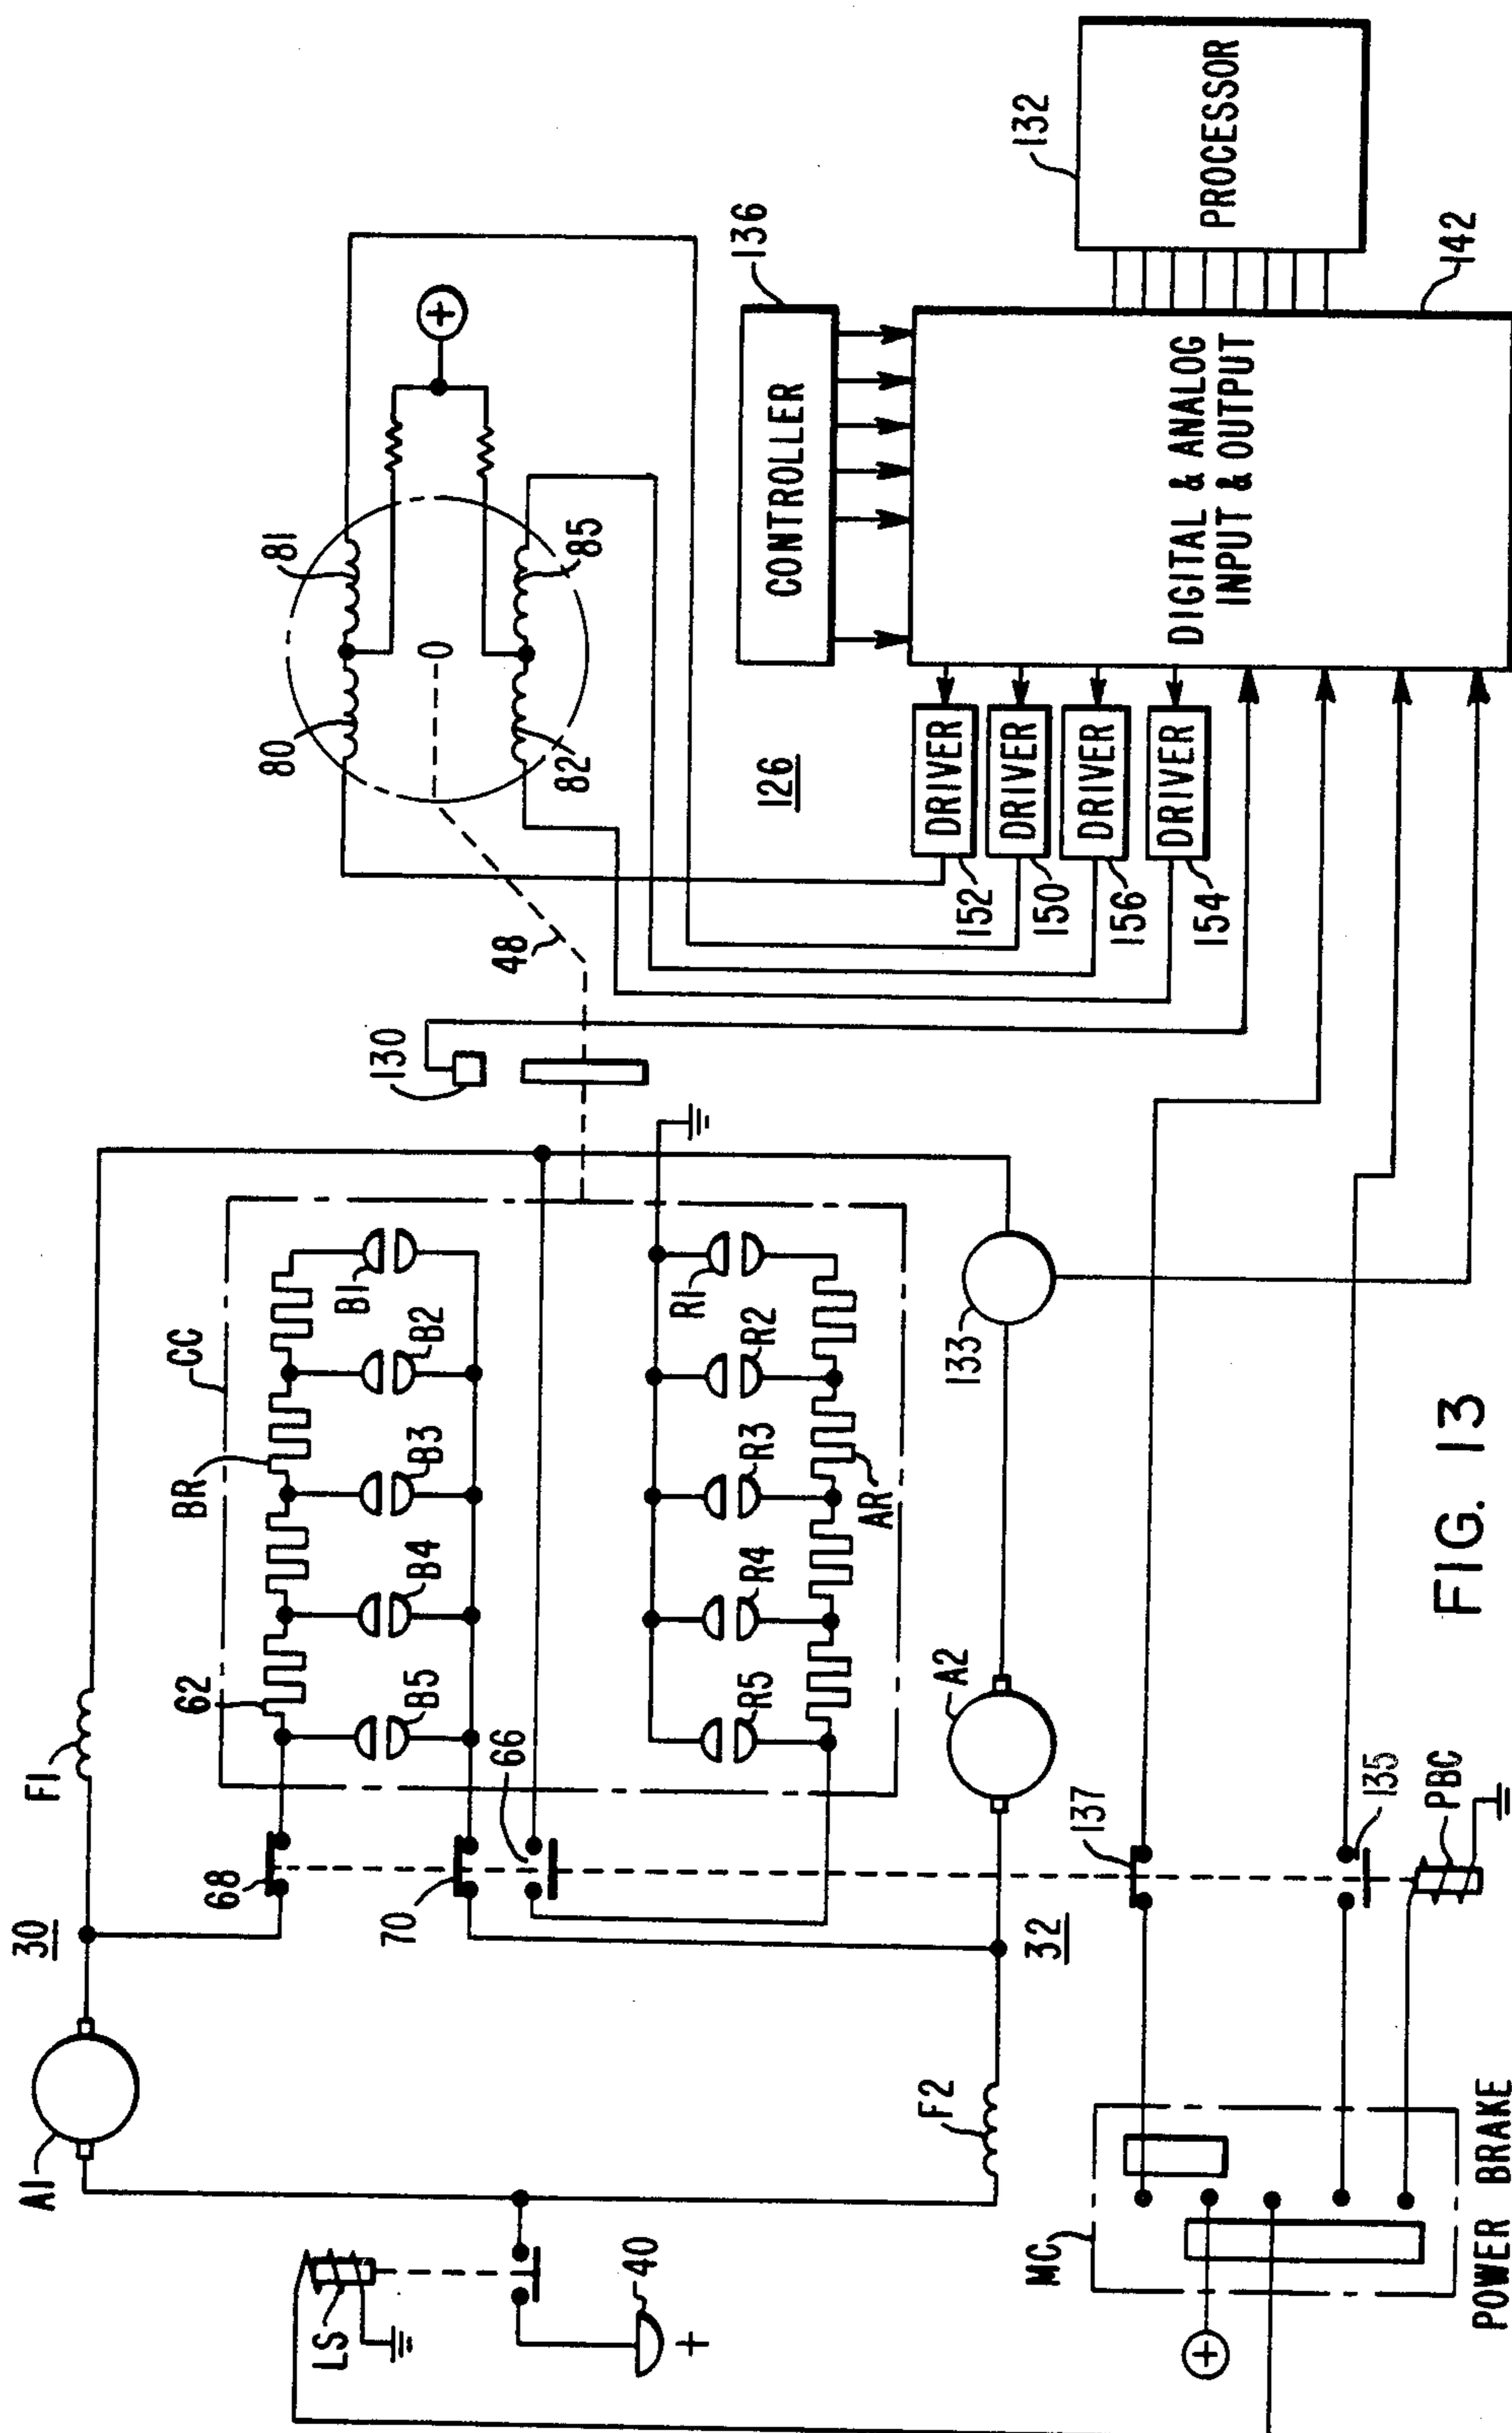 30
A1
F1
LS
40
+
68
70
62
BR
CC
B5
B4
B3
B2
B1
66
R5
R4
R3
R2
R1
AR
F2
32
A2
133
137
135
PBC
MC
+
POWER BRAKE
130
48
80
81
82
85
+
126
152
150
156
154
DRIVER
DRIVER
DRIVER
DRIVER
136
CONTROLLER
DIGITAL & ANALOG
INPUT & OUTPUT
142
132
PROCESSOR
FIG. 13